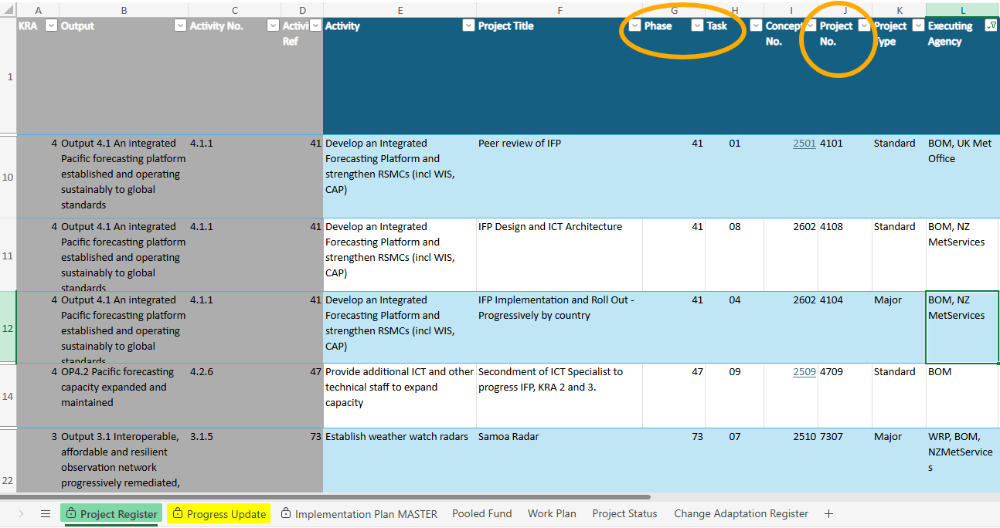 A B C D E F G H I J K L
KRA Output Activity No. Activi Activity Project Title Phase Task Concep Project Project Executing
Ref No. No. Type Agency
1
10 4 Output 4.1 An integrated 4.1.1 41 Develop an Integrated Peer review of IFP 41 01 2501 4101 Standard BOM, UK Met
Pacific forecasting platform Forecasting Platform and Office
established and operating strengthen RSMCs (incl WIS,
sustainably to global CAP)
standards
11 4 Output 4.1 An integrated 4.1.1 41 Develop an Integrated IFP Design and ICT Architecture 41 08 2602 4108 Standard BOM, NZ
Pacific forecasting platform Forecasting Platform and MetServices
established and operating strengthen RSMCs (incl WIS,
sustainably to global CAP)
standards
12 4 Output 4.1 An integrated 4.1.1 41 Develop an Integrated IFP Implementation and Roll Out - 41 04 2602 4104 Major BOM, NZ
Pacific forecasting platform Forecasting Platform and Progressively by country MetServices
established and operating strengthen RSMCs (incl WIS,
sustainably to global CAP)
standards
14 4 OP4.2 Pacific forecasting 4.2.6 47 Provide additional ICT and other Secondment of ICT Specialist to 47 09 2509 4709 Standard BOM
capacity expanded and technical staff to expand progress IFP, KRA 2 and 3.
maintained capacity
22 3 Output 3.1 Interoperable, 3.1.5 73 Establish weather watch radars Samoa Radar 73 07 2510 7307 Major WRP, BOM,
affordable and resilient NZMetService
observation network s
progressively remediated,
Project Register Progress Update Implementation Plan MASTER Pooled Fund Work Plan Project Status Change Adaptation Register